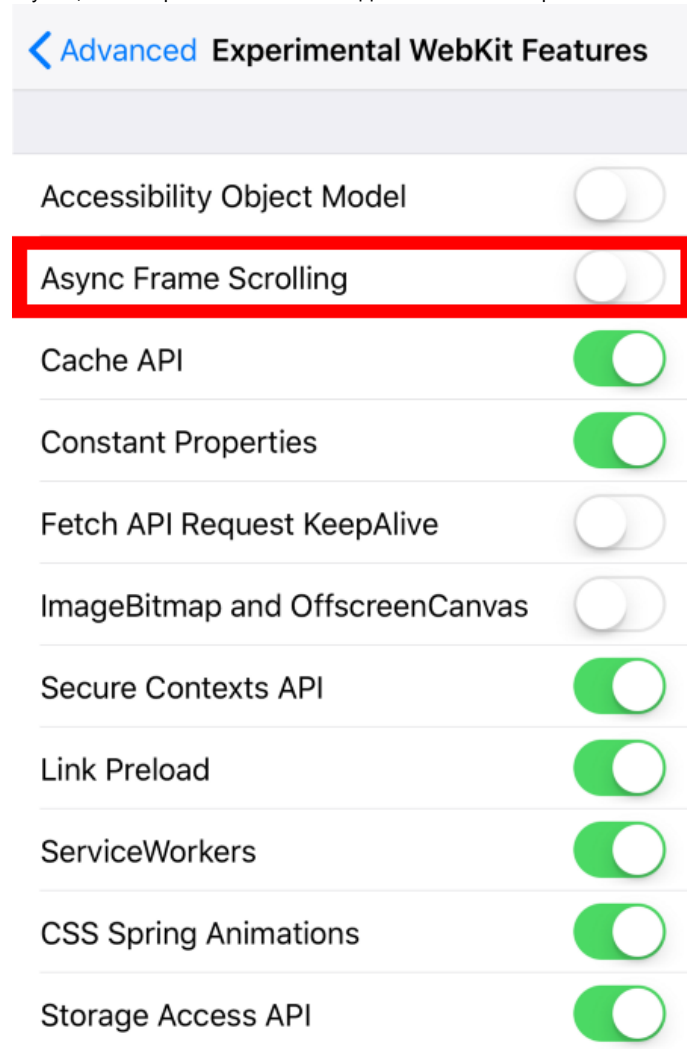 Advanced Experimental WebKit Features
Accessibility Object Model
Async Frame Scrolling
Cache API
Constant Properties
Fetch API Request KeepAlive
ImageBitmap and OffscreenCanvas
Secure Contexts API
Link Preload
ServiceWorkers
CSS Spring Animations
Storage Access API